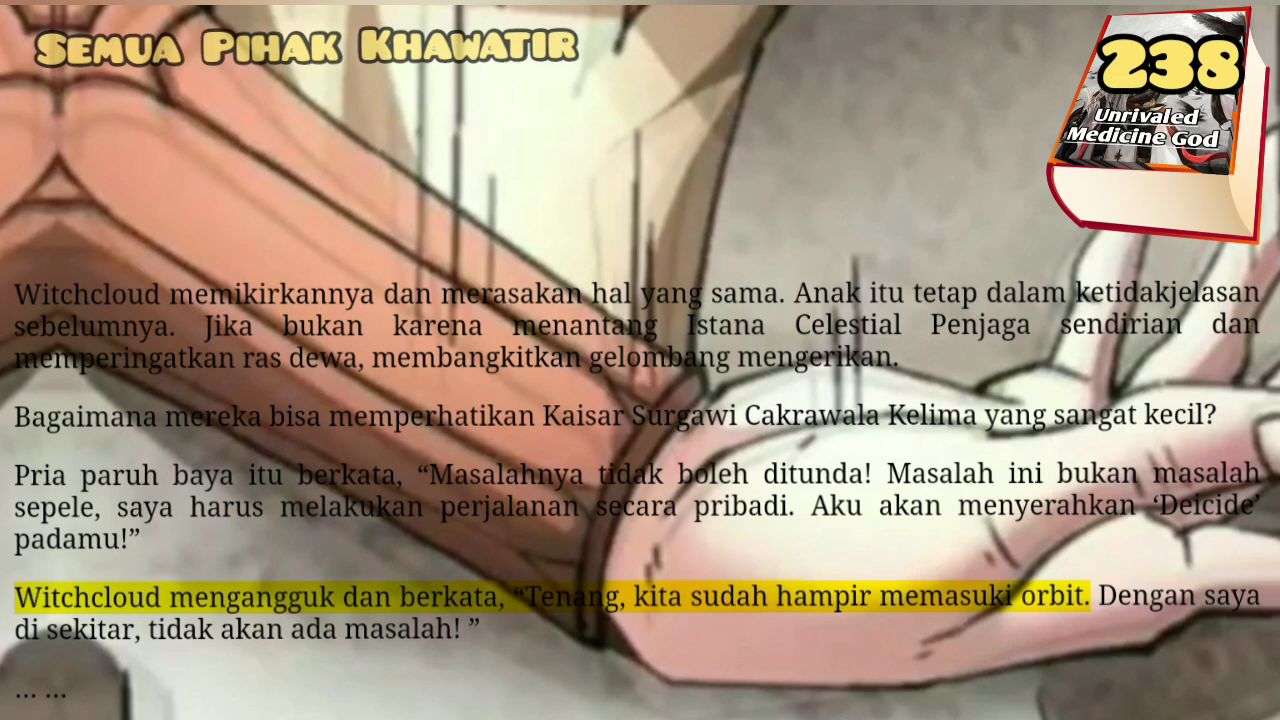 Semua Pihak Khawatir
238
Unrivaled
Medicine God
Witchcloud memikirkannya dan merasakan hal yang sama. Anak itu tetap dalam ketidakjelasan
sebelumnya. Jika bukan karena menantang Istana Celestial Penjaga sendirian dan
memperingatkan ras dewa, membangkitkan gelombang mengerikan.
Bagaimana mereka bisa memperhatikan Kaisar Surgawi Cakrawala Kelima yang sangat kecil?
Pria paruh baya itu berkata, “Masalahnya tidak boleh ditunda! Masalah ini bukan masalah
sepele, saya harus melakukan perjalanan secara pribadi. Aku akan menyerahkan ‘Deicide’
padamu!”
Witchcloud mengangguk dan berkata, “Tenang, kita sudah hampir memasuki orbit. Dengan saya
di sekitar, tidak akan ada masalah! ”
... ...